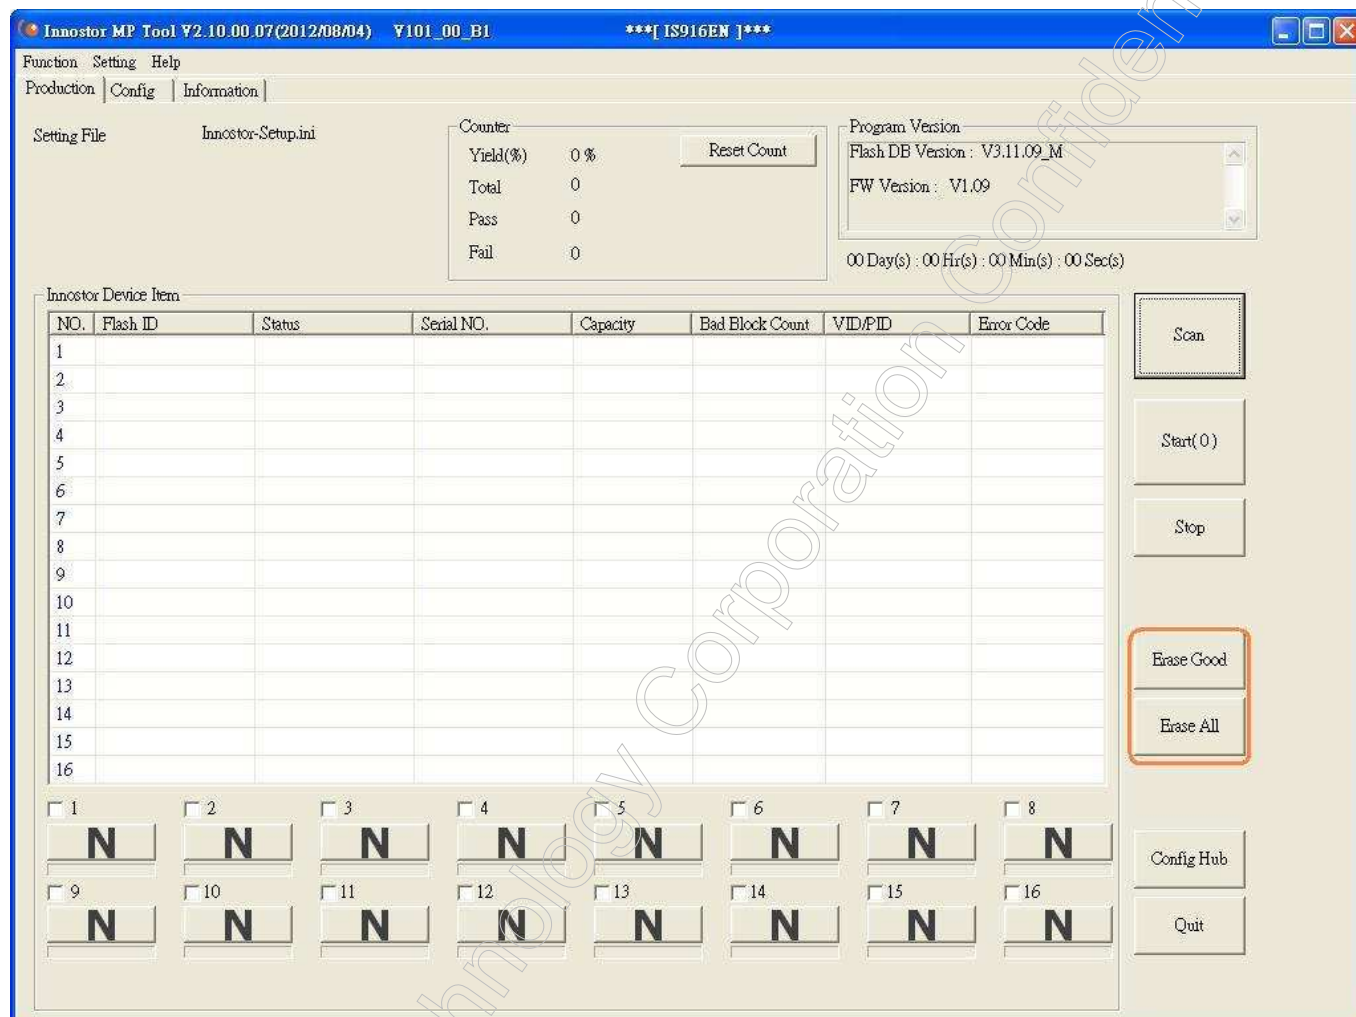 Innostor MP Tool V2.10.00.07(2012/08/04) V101_00_B1 ***[ IS916EN ]***
Function Setting Help
Production Config Information
Setting File Innostor-Setup.ini
Counter
Yield(%) 0 %
Total 0
Pass 0
Fail 0
Reset Count
Program Version
Flash DB Version : V3.11.09_M
FW Version : V1.09
00 Day(s) : 00 Hr(s) : 00 Min(s) : 00 Sec(s)
Innostor Device Item
NO. Flash ID Status Serial NO. Capacity Bad Block Count VID/PID Error Code
1
2
3
4
5
6
7
8
9
10
11
12
13
14
15
16
Scan
Start( 0 )
Stop
Erase Good
Erase All
1 2 3 4 5 6 7 8
N N N N N N N N
9 10 11 12 13 14 15 16
N N N N N N N N
Config Hub
Quit
Corporation